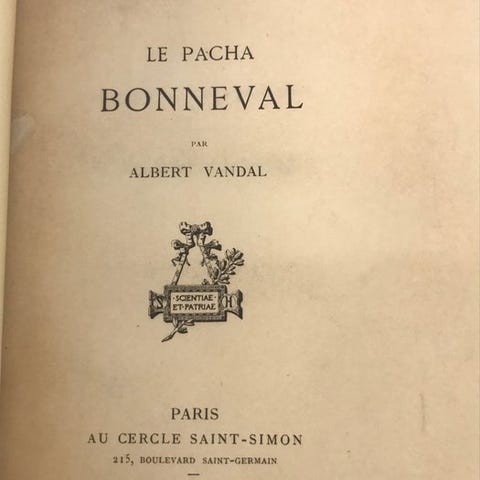 LE PACHA
BONNEVAL
PAR
ALBERT VANDAL
S H
·SCIENTIAE·
ET·PATRIAE
PARIS
AU CERCLE SAINT-SIMON
215, BOULEVARD SAINT-GERMAIN